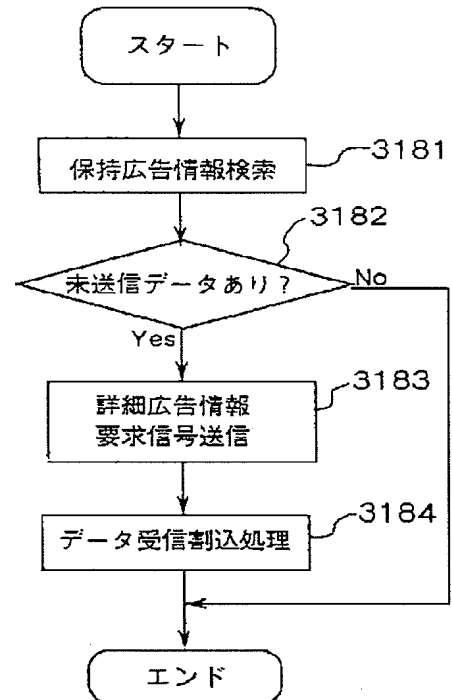 スタート
保持広告情報検索
3181
3182
未送信データあり？
No
Yes
詳細広告情報
要求信号送信
3183
データ受信割込処理
3184
エンド